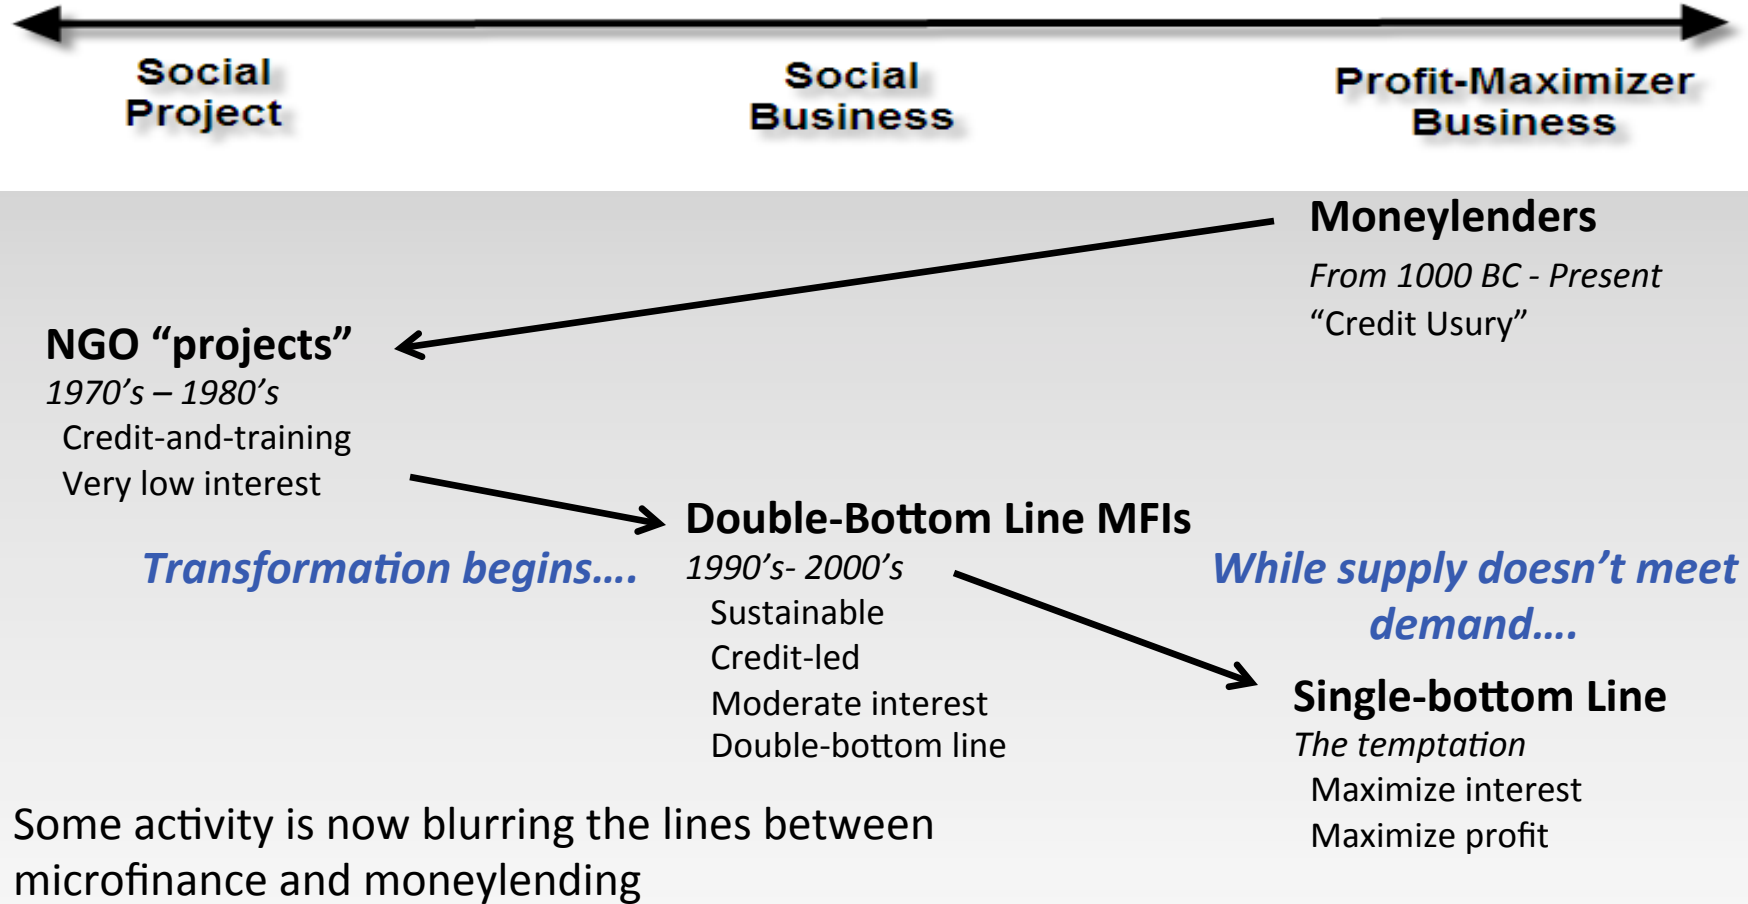 Social
Project
Social
Business
Profit-Maximizer
Business
Moneylenders
From 1000 BC - Present
“Credit Usury”
NGO “projects”
1970’s – 1980’s
Credit-and-training
Very low interest
Transformation begins….
Double-Bottom Line MFIs
1990’s- 2000’s
Sustainable
Credit-led
Moderate interest
Double-bottom line
While supply doesn’t meet
demand….
Single-bottom Line
The temptation
Maximize interest
Maximize profit
Some activity is now blurring the lines between
microfinance and moneylending